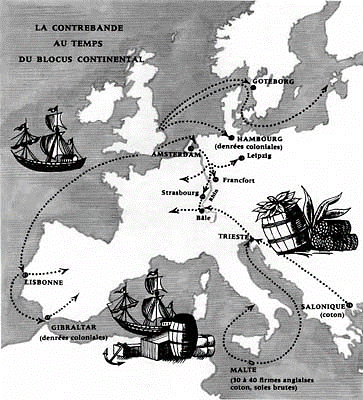 LA CONTREBANDE
AU TEMPS
DU BLOCUS CONTINENTAL
GOTEBORG
HAMBOURG
(denrées coloniales)
AMSTERDAM
Leipzig
Francfort
Rhin
Strasbourg
Bâle
TRIESTE
LISBONNE
SALONIQUE
(coton)
GIBRALTAR
(denrées coloniales)
MALTE
(30 à 40 firmes anglaises
coton, soies brutes)